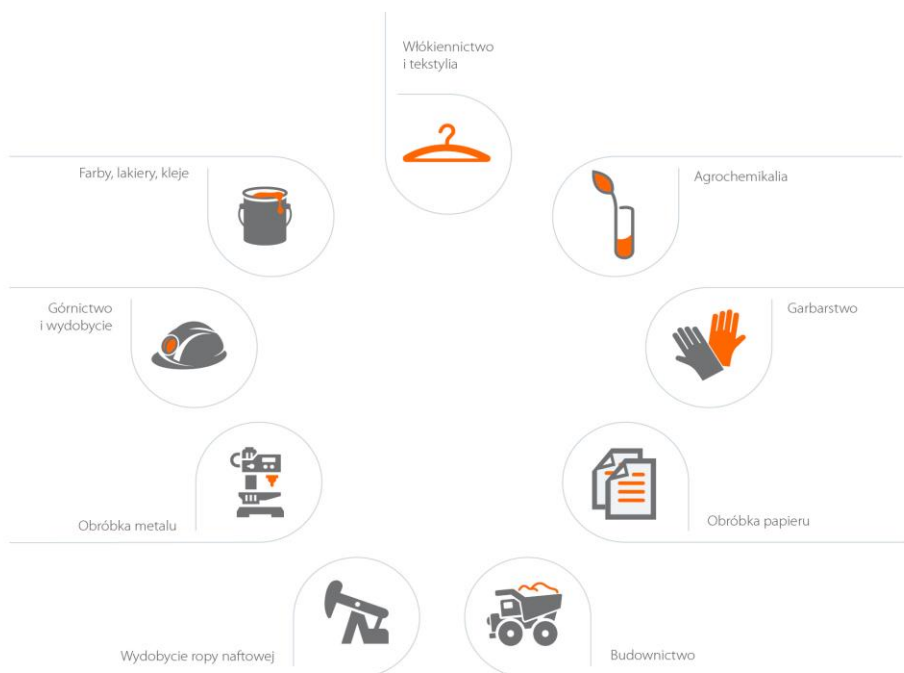 Włókiennictwo
i tekstylia
Farby, lakiery, kleje
Agrochemikalia
Górnictwo
i wydobycie
Garbarstwo
Obróbka metalu
Obróbka papieru
Wydobycie ropy naftowej
Budownictwo